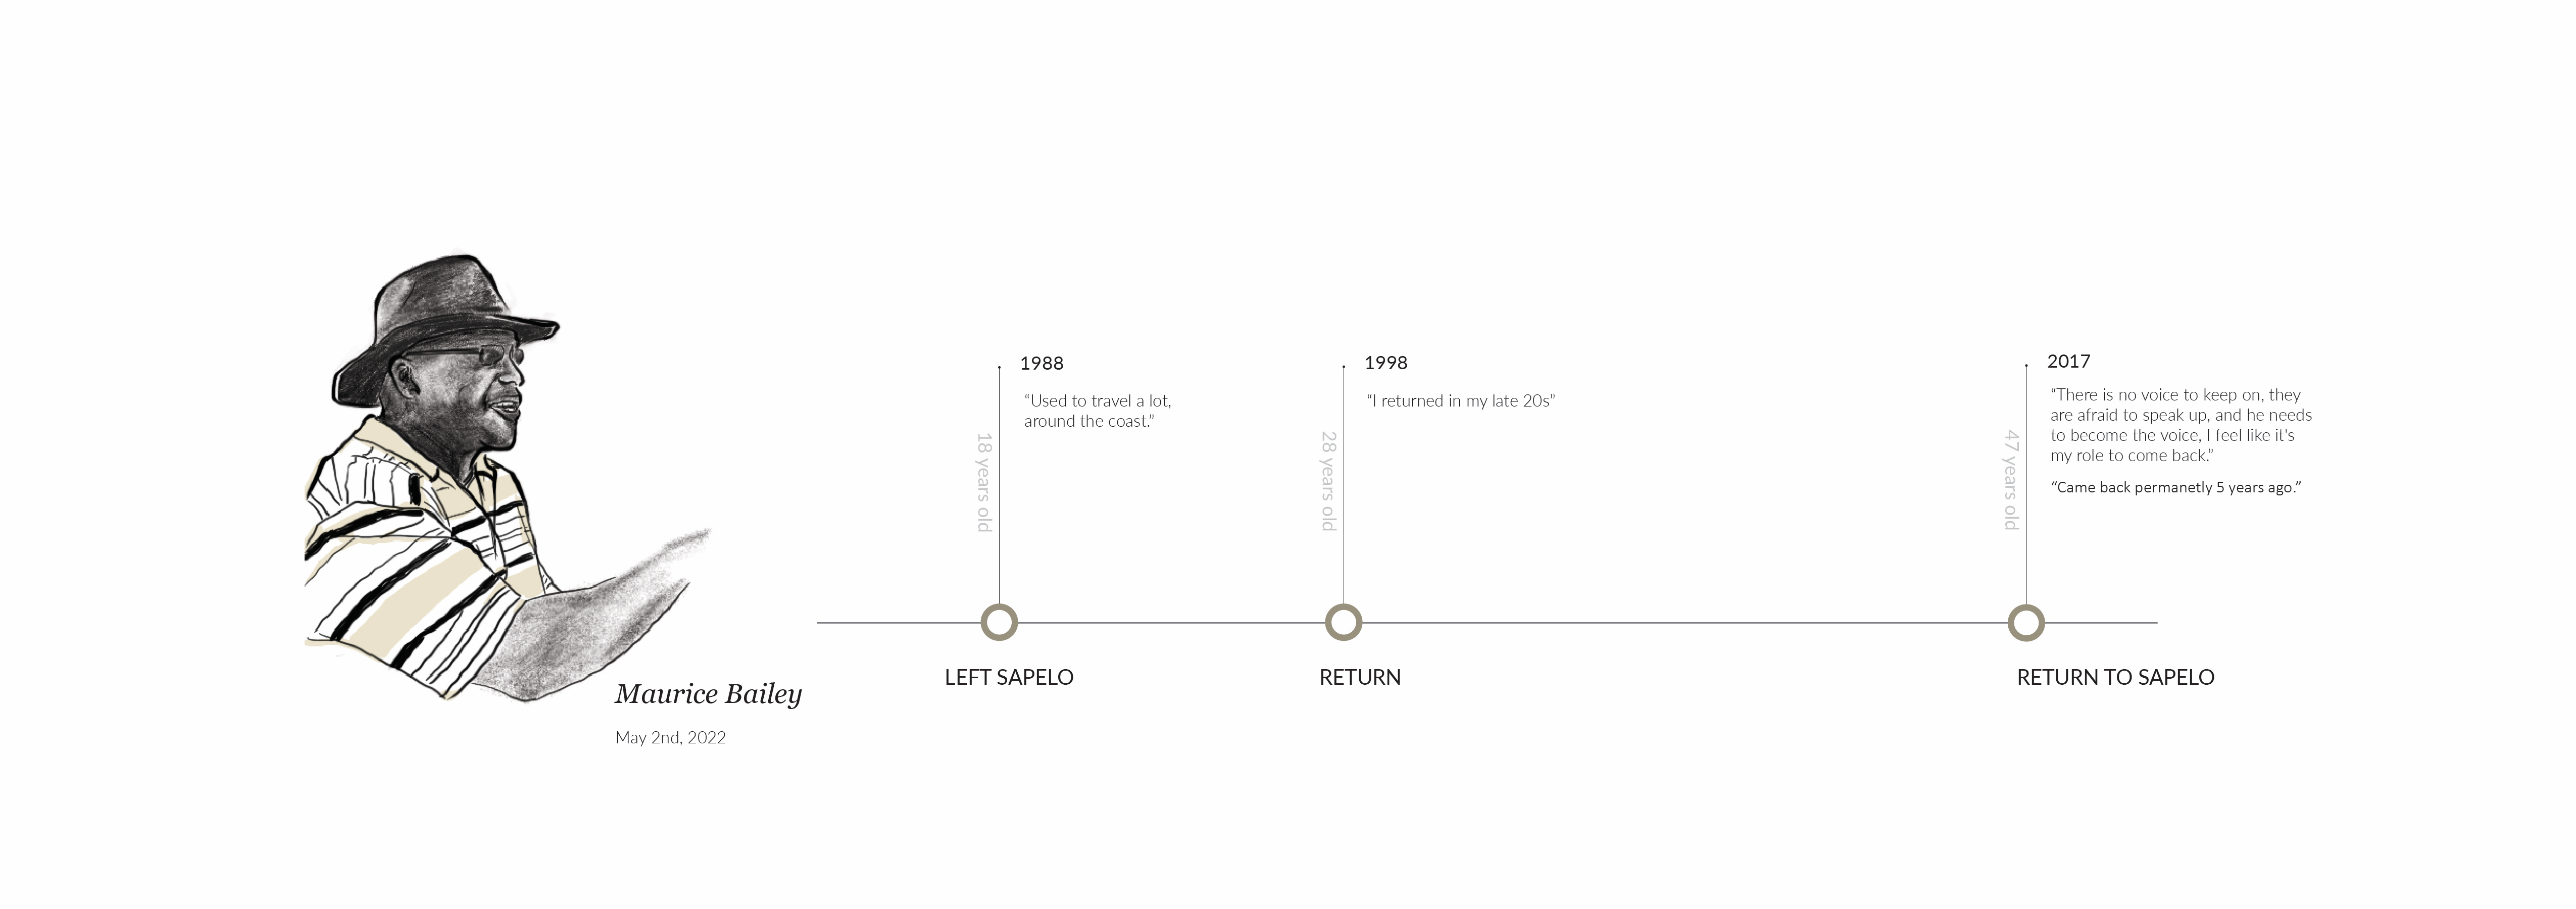 Maurice Bailey
May 2nd, 2022
1988
“Used to travel a lot,
around the coast.”
18 years old
LEFT SAPELO
1998
“I returned in my late 20s”
28 years old
RETURN
2017
“There is no voice to keep on, they
are afraid to speak up, and he needs
to become the voice, I feel like it's
my role to come back.”
“Came back permanetly 5 years ago.”
47 years old
RETURN TO SAPELO